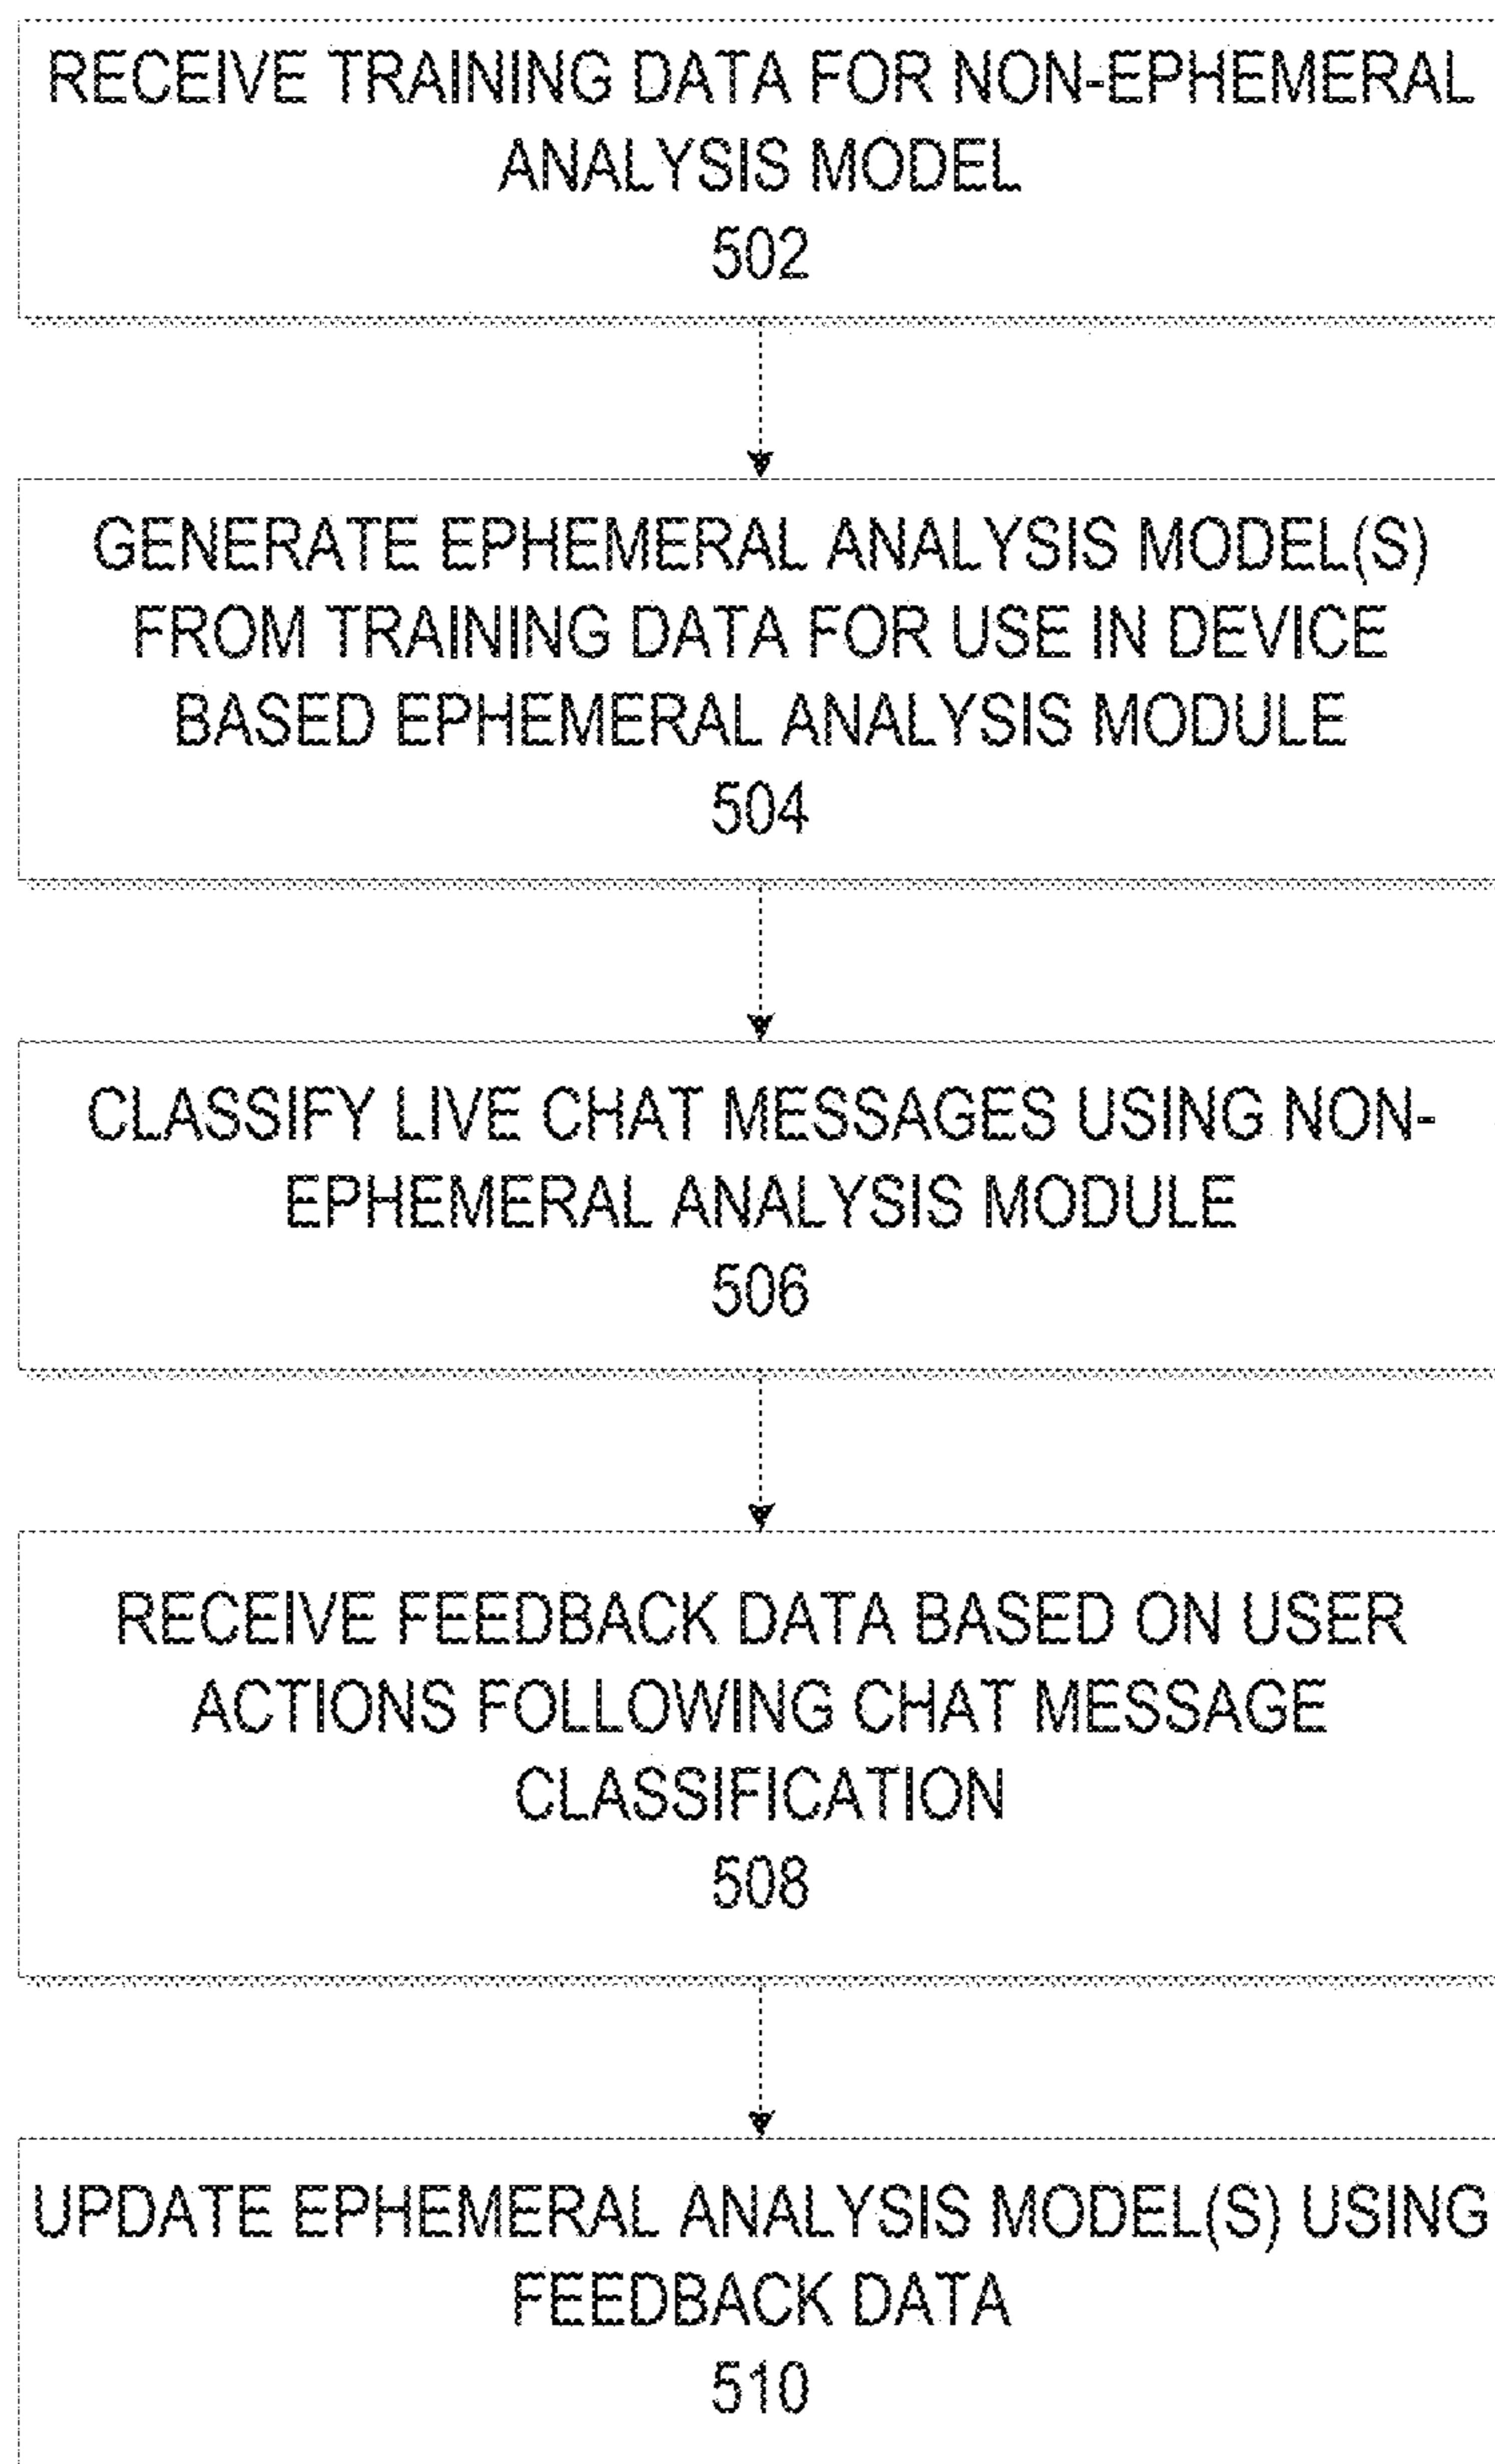 RECEIVE TRAINING DATA FOR NON-EPHEMERAL
ANALYSIS MODEL
502
GENERATE EPHEMERAL ANALYSIS MODEL(S)
FROM TRAINING DATA FOR USE IN DEVICE
BASED EPHEMERAL ANALYSIS MODULE
504
CLASSIFY LIVE CHAT MESSAGES USING NON-
EPHEMERAL ANALYSIS MODULE
506
RECEIVE FEEDBACK DATA BASED ON USER
ACTIONS FOLLOWING CHAT MESSAGE
CLASSIFICATION
508
UPDATE EPHEMERAL ANALYSIS MODEL(S) USING
FEEDBACK DATA
510